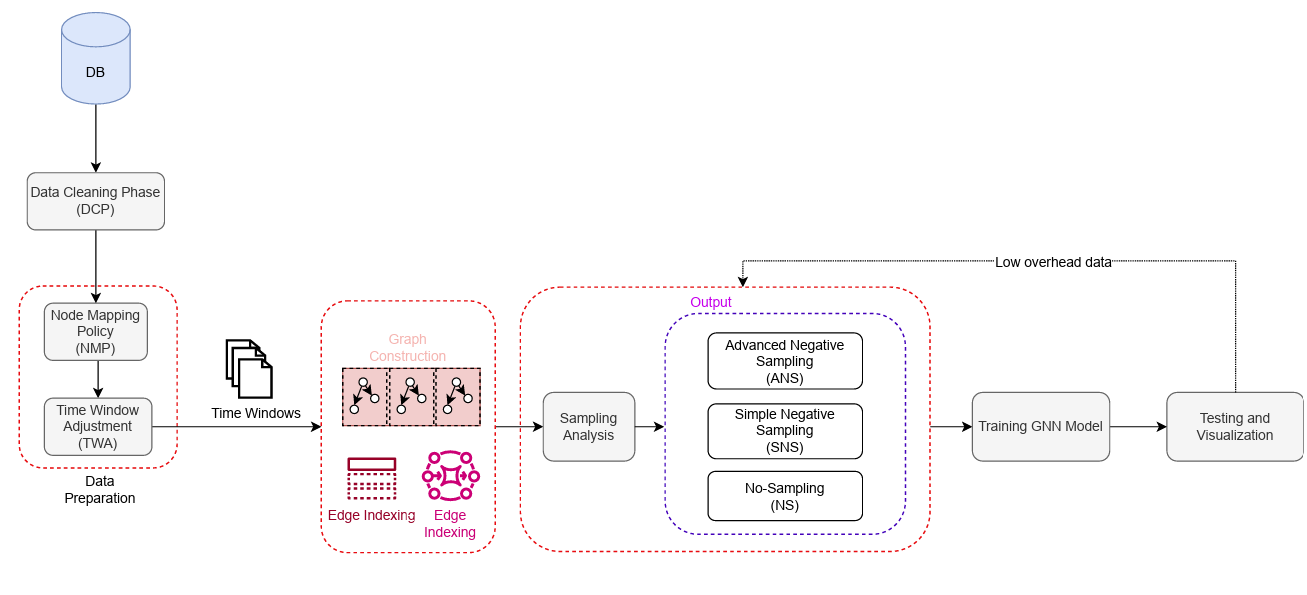 DB
Data Cleaning Phase
(DCP)
Node Mapping
Policy
(NMP)
Time Window
Adjustment
(TWA)
Data
Preparation
Time Windows
Graph
Construction
Edge Indexing
Edge
Indexing
Sampling
Analysis
Output
Advanced Negative
Sampling
(ANS)
Simple Negative
Sampling
(SNS)
No-Sampling
(NS)
Low overhead data
Training GNN Model
Testing and
Visualization